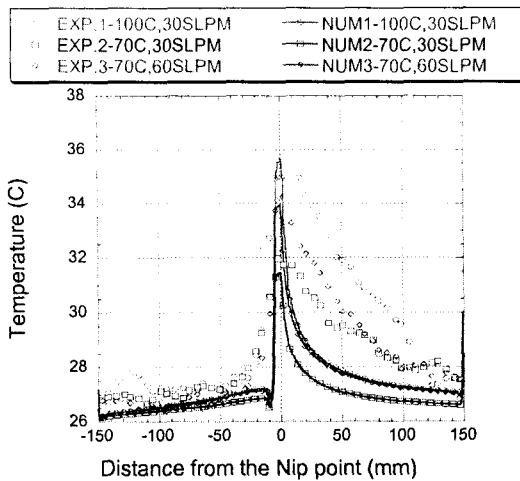 EXP.1-100C,30SLPM NUM1-100C,30SLPM
EXP.2-70C,30SLPM NUM2-70C,30SLPM
EXP.3-70C,60SLPM NUM3-70C,60SLPM
38
36
34
32
30
28
26
Temperature (C)
-150 -100 -50 0 50 100 150
Distance from the Nip point (mm)